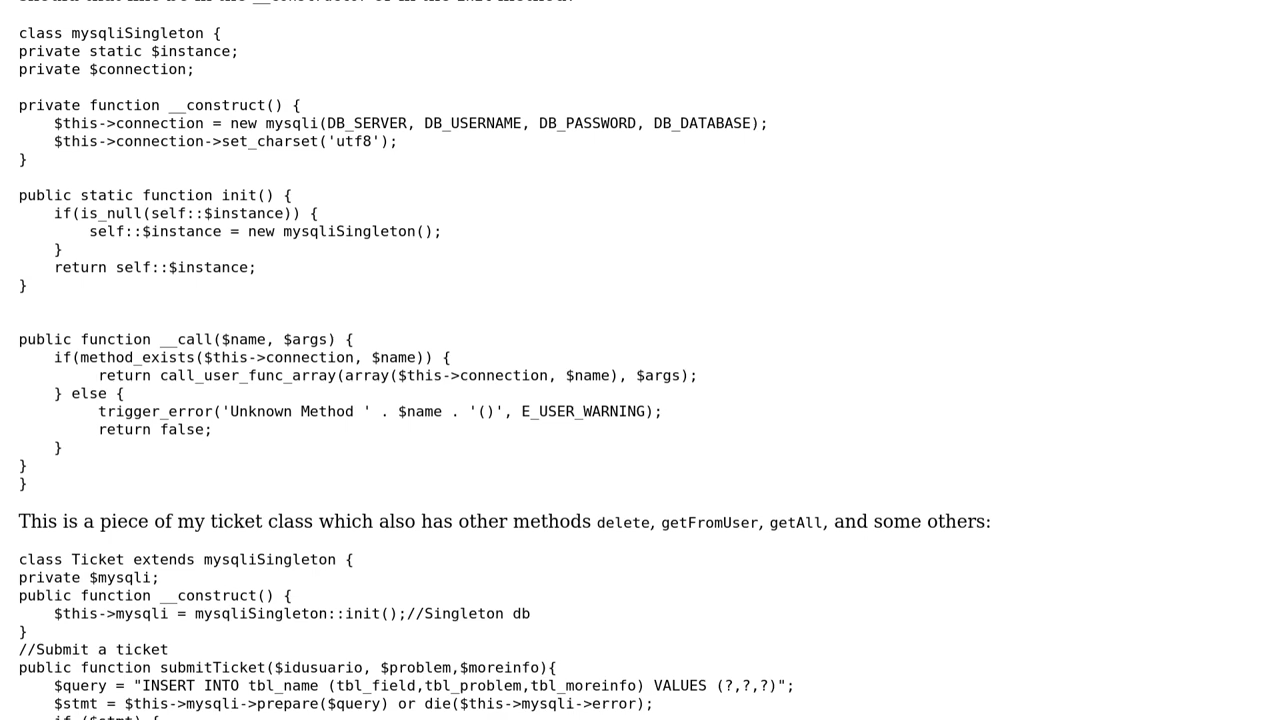 class mysqliSingleton {
private static $instance;
private $connection;

private function __construct() {
    $this->connection = new mysqli(DB_SERVER, DB_USERNAME, DB_PASSWORD, DB_DATABASE);
    $this->connection->set_charset('utf8');
}

public static function init() {
    if(is_null(self::$instance)) {
        self::$instance = new mysqliSingleton();
    }
    return self::$instance;
}

public function __call($name, $args) {
    if(method_exists($this->connection, $name)) {
         return call_user_func_array(array($this->connection, $name), $args);
    } else {
         trigger_error('Unknown Method ' . $name . '()', E_USER_WARNING);
         return false;
    }
}
}
This is a piece of my ticket class which also has other methods delete, getFromUser, getAll, and some others:
class Ticket extends mysqliSingleton {
private $mysqli;
public function __construct() {
    $this->mysqli = mysqliSingleton::init();//Singleton db
}
//Submit a ticket
public function submitTicket($idusuario, $problem,$moreinfo){
    $query = "INSERT INTO tbl_name (tbl_field,tbl_problem,tbl_moreinfo) VALUES (?,?,?)";
    $stmt = $this->mysqli->prepare($query) or die($this->mysqli->error);
    if ($stmt) {